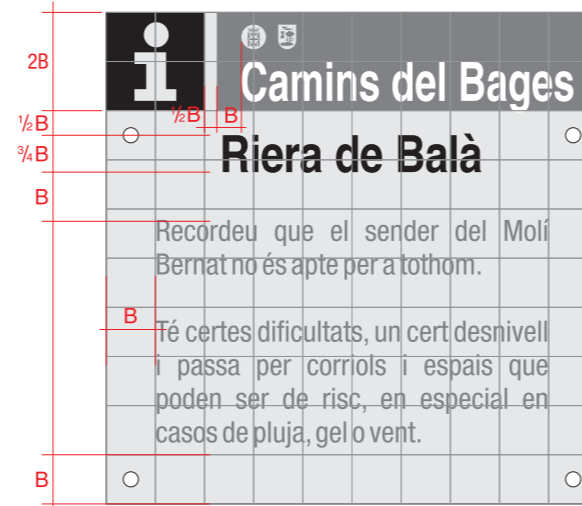 2B
i
Camins del Bages
½B
B
½B
¾B
Riera de Balà
B
Recordeu que el sender del Molí
Bernat no és apte per a tothom.
B
Té certes dificultats, un cert desnivell
i passa per corriols i espais que
poden ser de risc, en especial en
casos de pluja, gel o vent.
B